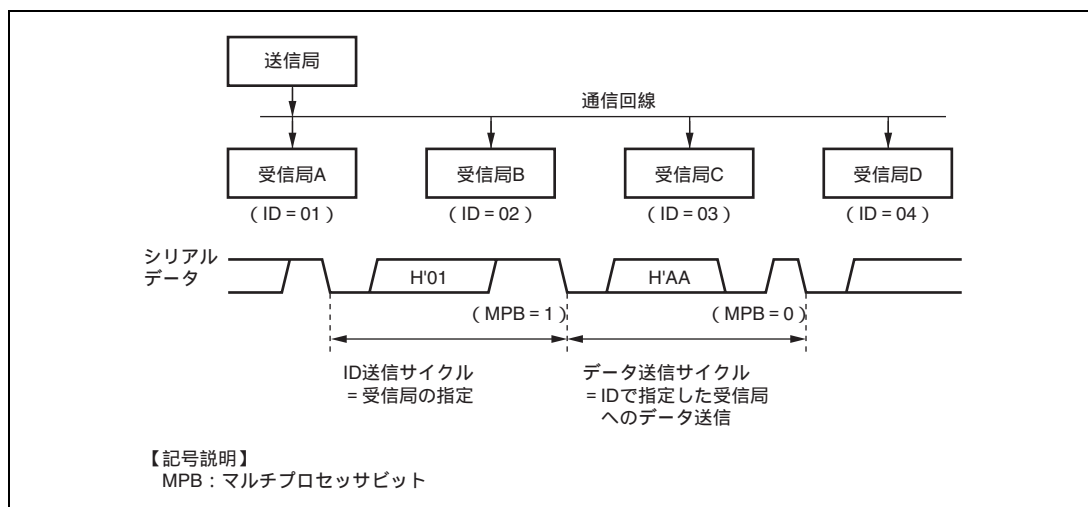 送信局
通信回線
受信局A 受信局B 受信局C 受信局D
(ID = 01) (ID = 02) (ID = 03) (ID = 04)
シリアル
データ
H'01 H'AA
(MPB = 1) (MPB = 0)
ID送信サイクル
= 受信局の指定
データ送信サイクル
= IDで指定した受信局
へのデータ送信
【記号説明】
MPB : マルチプロセッサビット